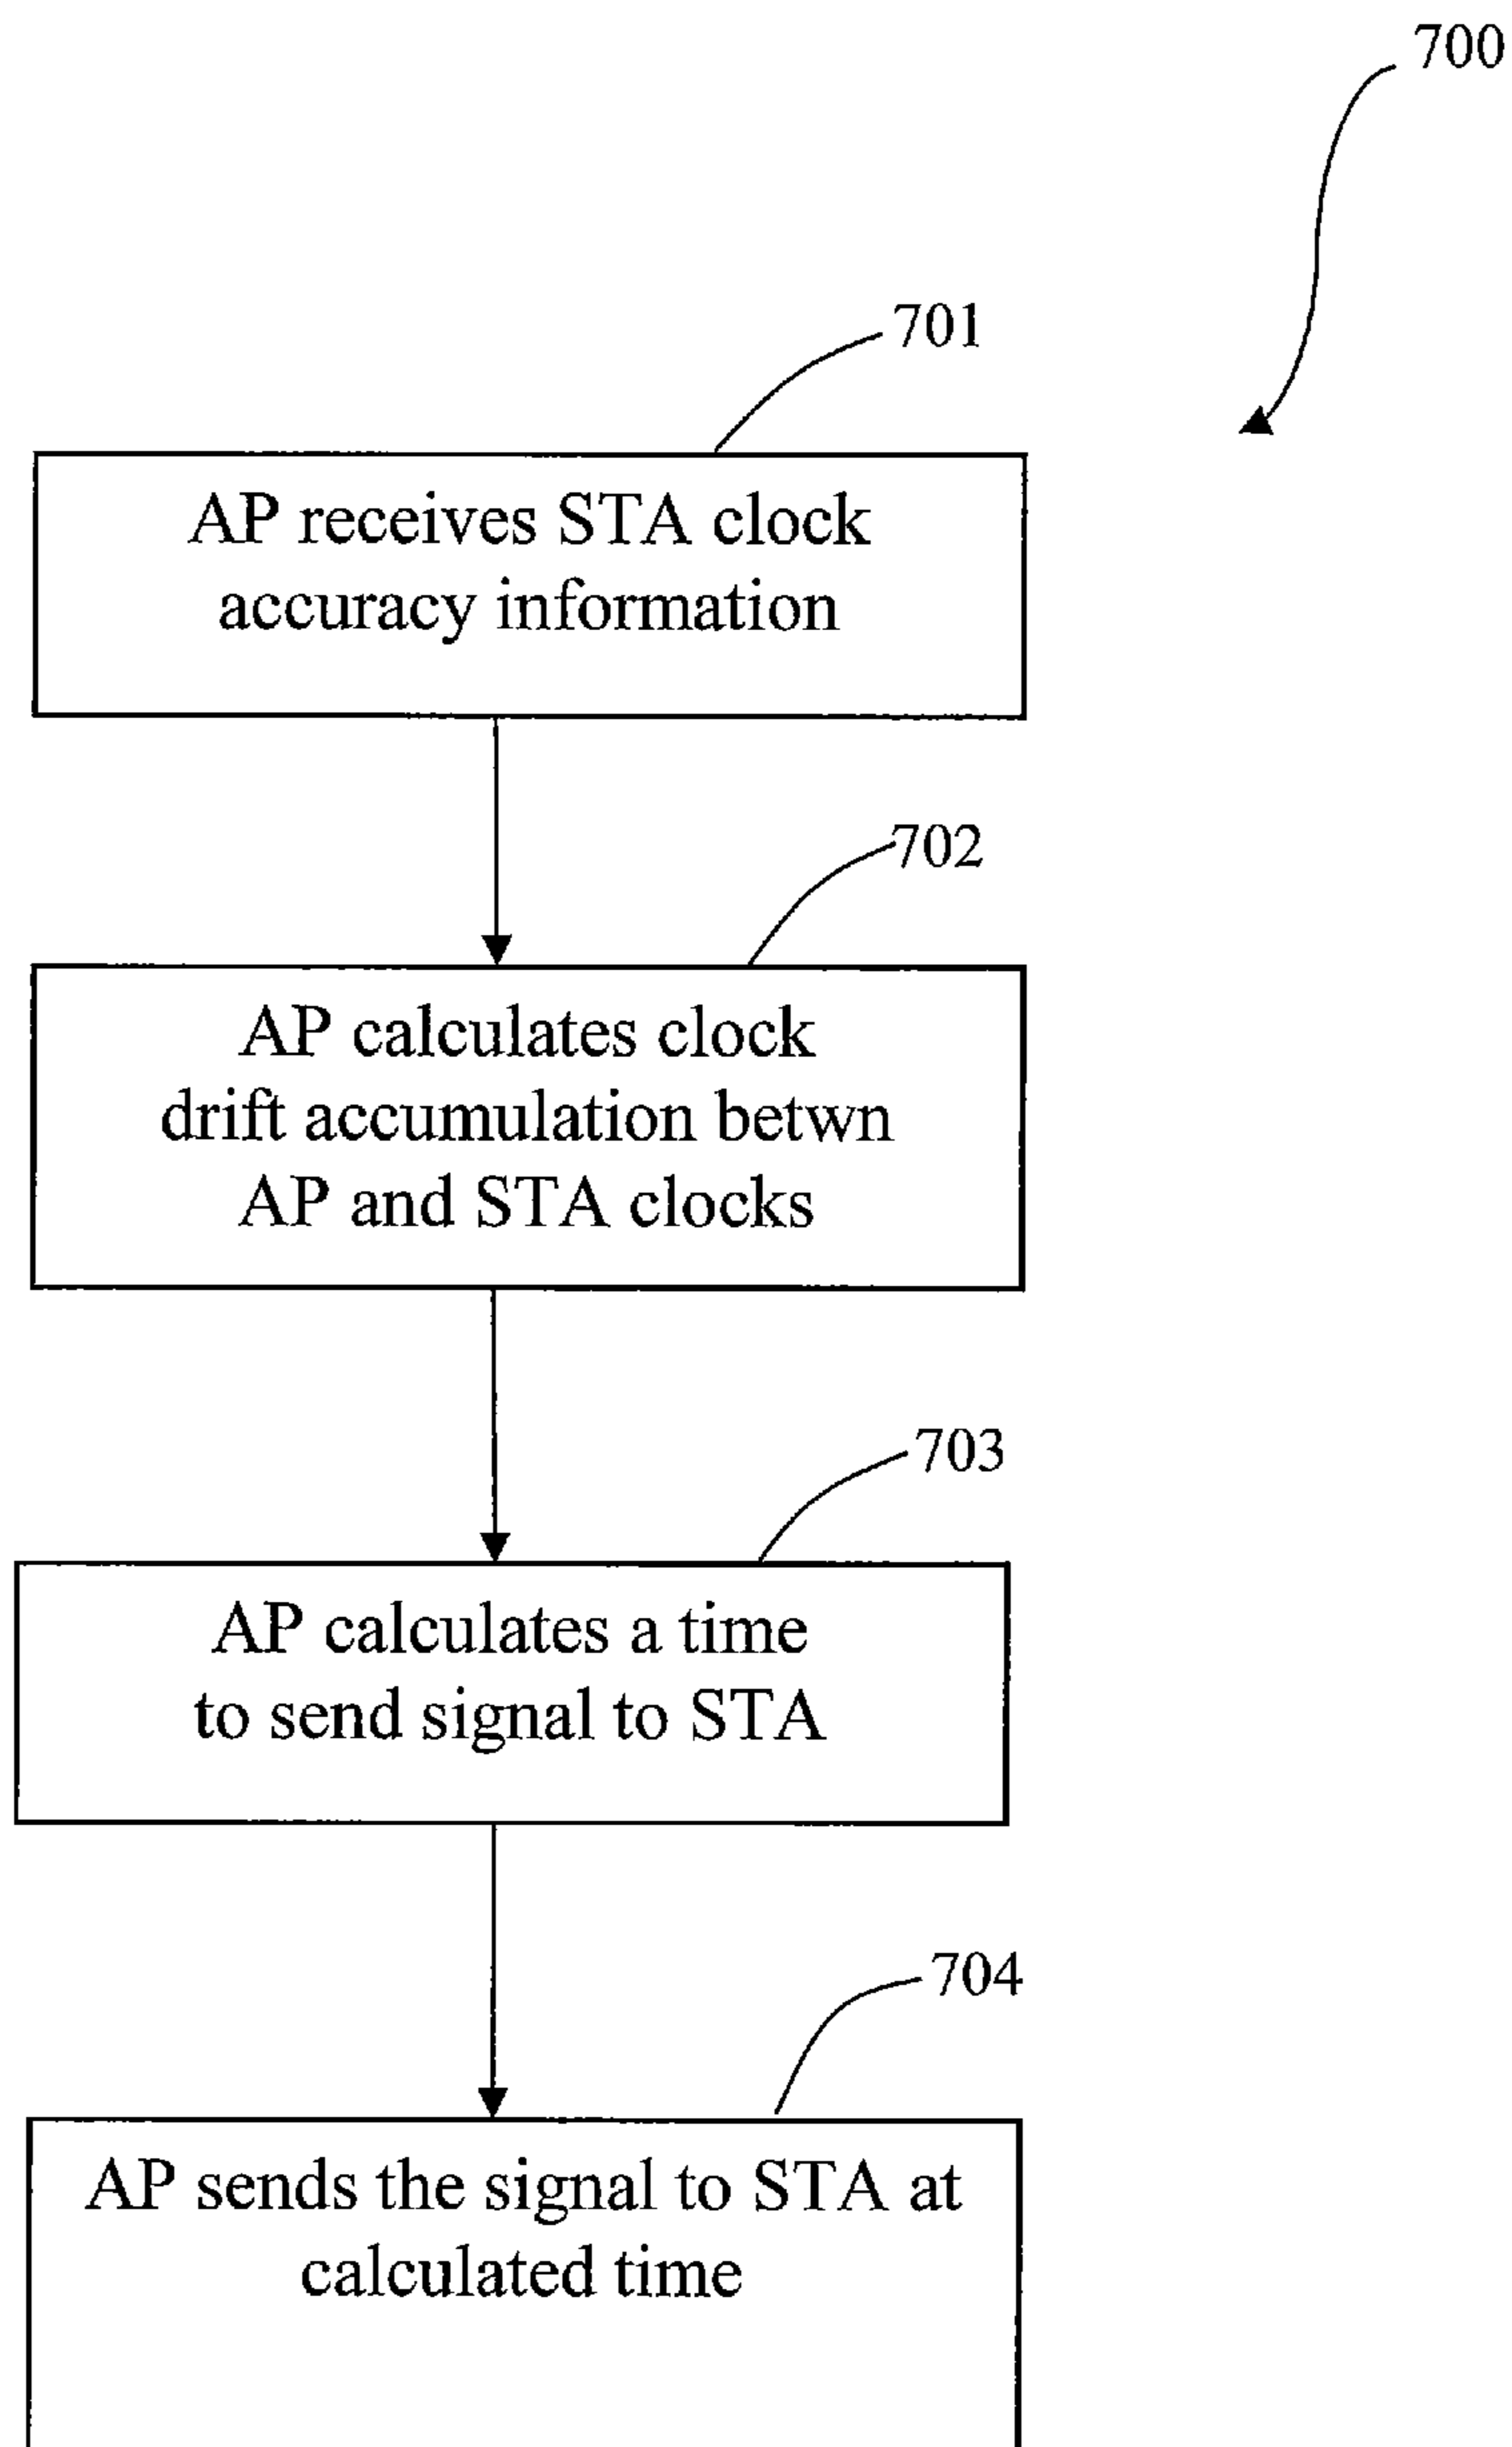 700
701
AP receives STA clock
accuracy information
702
AP calculates clock
drift accumulation betwn
AP and STA clocks
703
AP calculates a time
to send signal to STA
704
AP sends the signal to STA at
calculated time